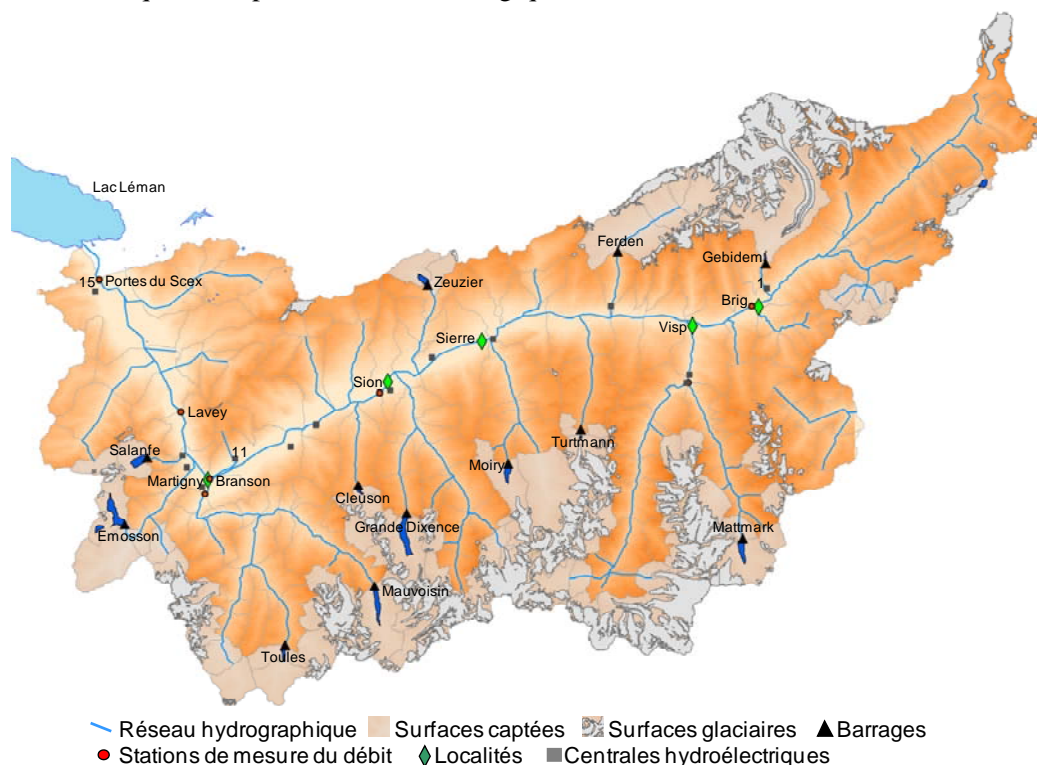 Lac Léman
Ferden
Gebidem
Zeuzier
15
Portes du Scex
1
Brig
Visp
Sierre
Sion
Lavey
Turtmann
11
Salanfe
Moiry
Martigny
Branson
Cleuson
Grande Dixence
Emosson
Mattmark
Mauvoisin
Toules
Réseau hydrographique Surfaces captées Surfaces glaciaires Barrages
Stations de mesure du débit Localités Centrales hydroélectriques